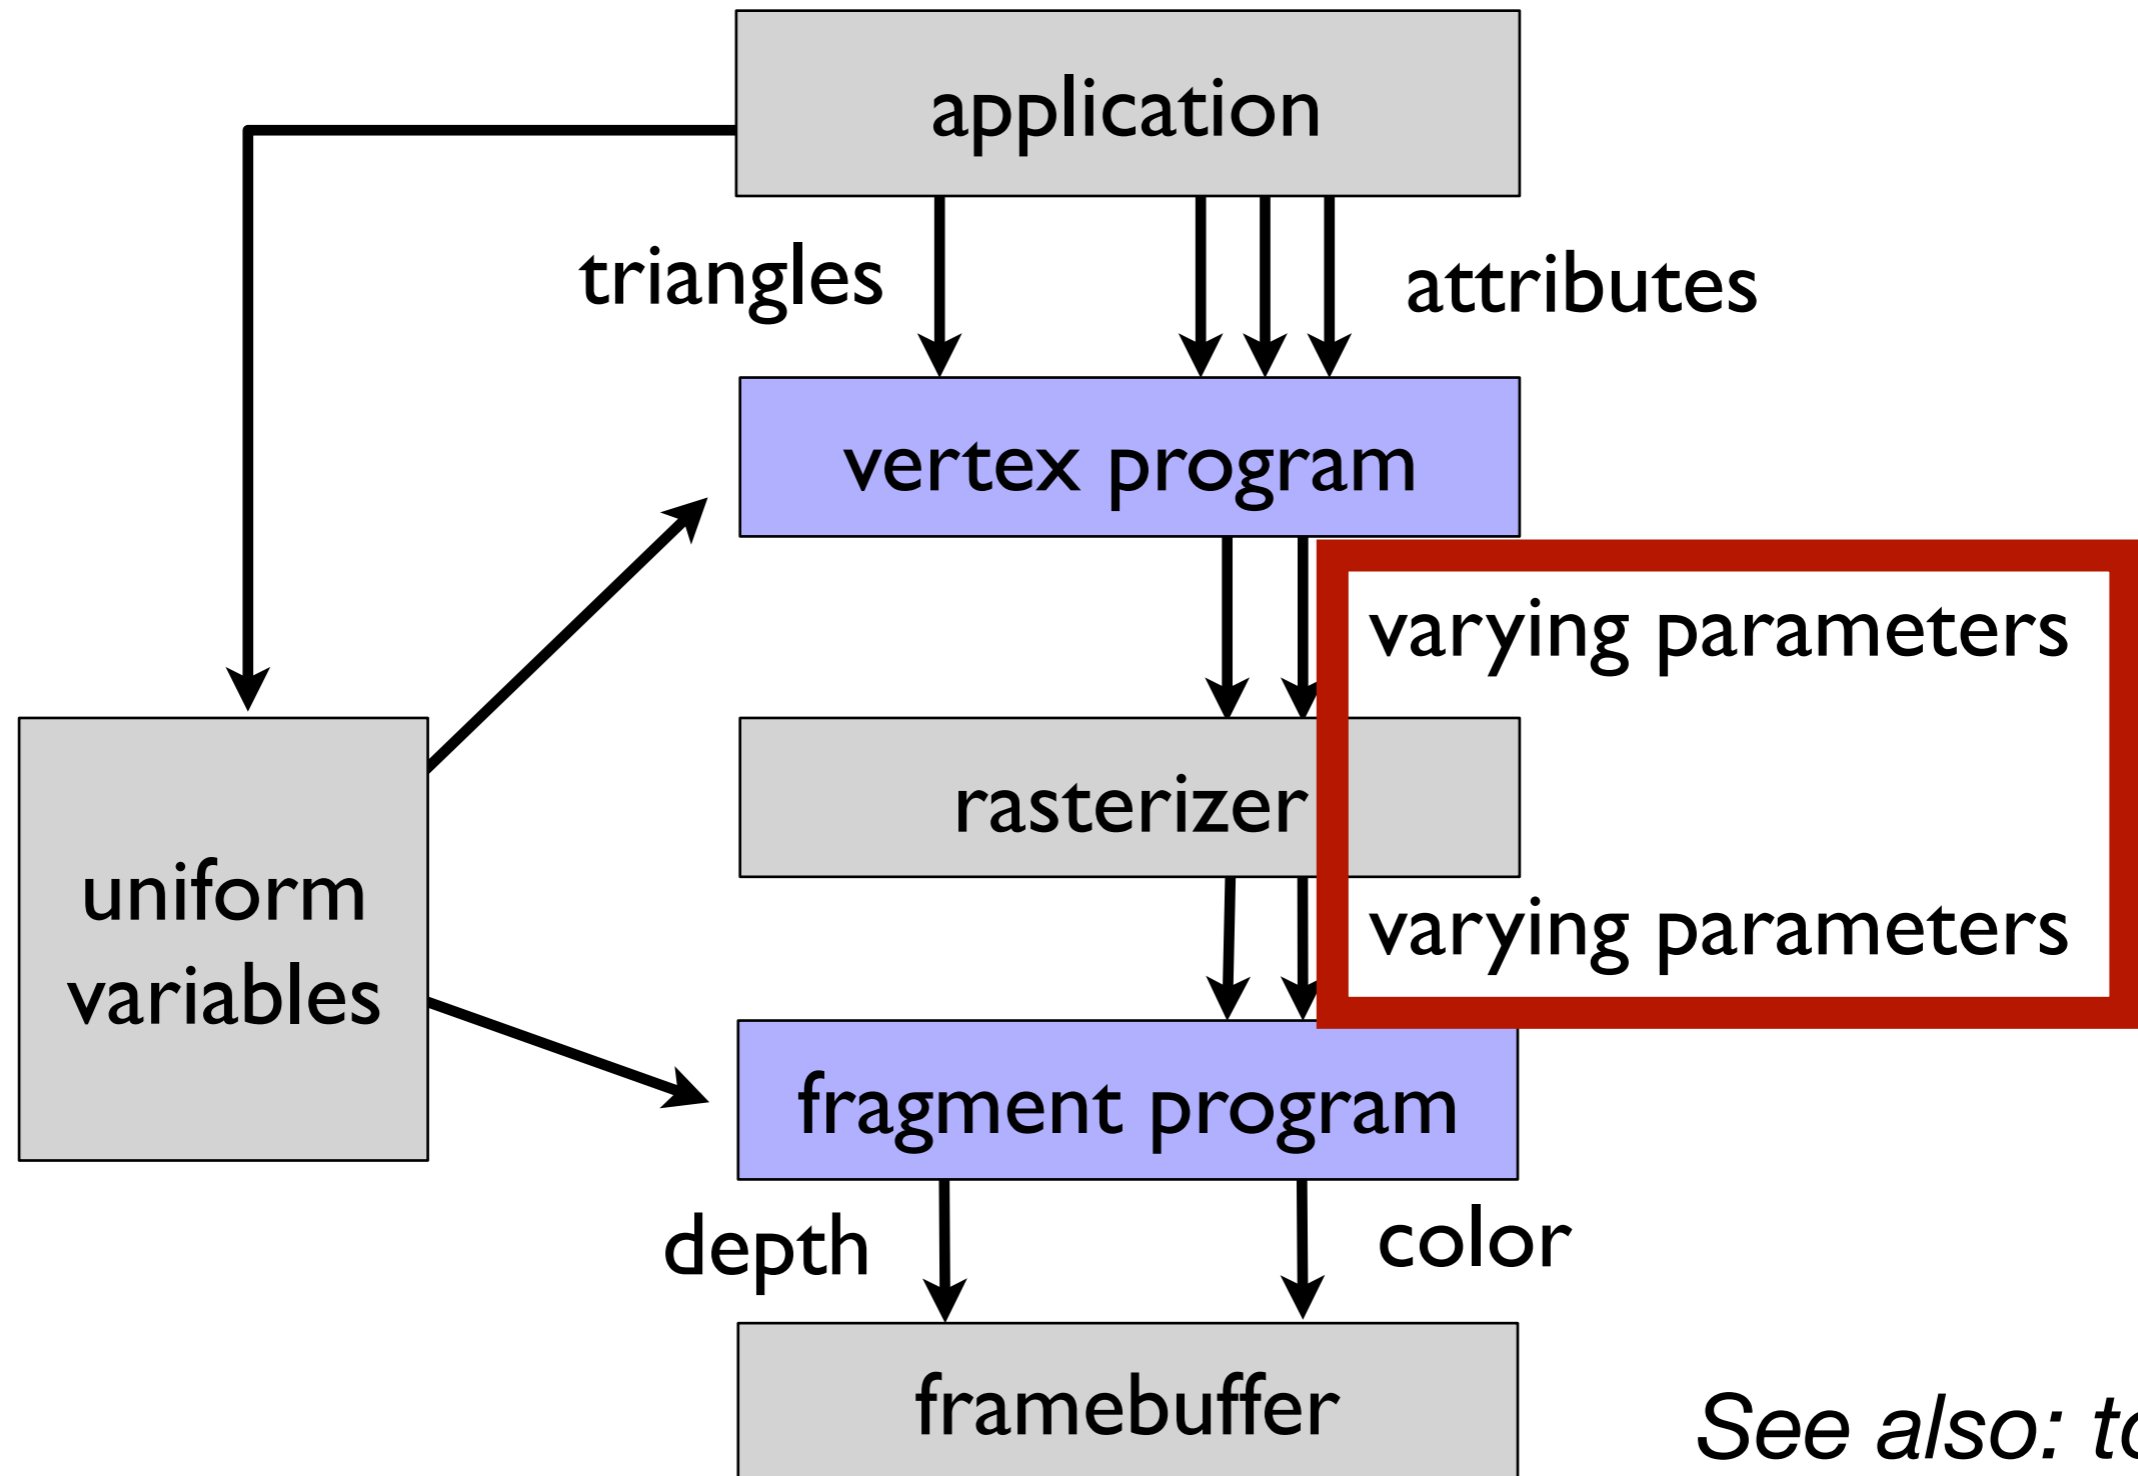 application
triangles
attributes
vertex program
varying parameters
rasterizer
uniform
variables
varying parameters
fragment program
depth
color
framebuffer
See also: